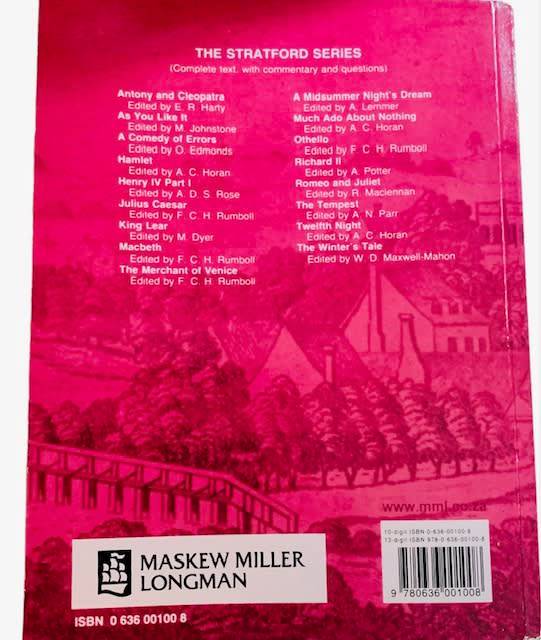 THE STRATFORD SERIES
(Complete text, with commentary and questions)
Antony and Cleopatra
Edited by E. R. Harty
As You Like It
Edited by M. Johnstone
A Comedy of Errors
Edited by O. Edmonds
Hamlet
Edited by A. C. Horan
Henry IV Part I
Edited by A. D. S. Rose
Julius Caesar
Edited by F. C. H. Rumboll
King Lear
Edited by M. Dyer
Macbeth
Edited by F. C. H. Rumboll
The Merchant of Venice
Edited by F. C. H. Rumboll
A Midsummer Night's Dream
Edited by A. Lemmer
Much Ado About Nothing
Edited by A. C. Horan
Othello
Edited by F. C. H. Rumboll
Richard II
Edited by A. Potter
Romeo and Juliet
Edited by R. Maclennan
The Tempest
Edited by A. N. Parr
Twelfth Night
Edited by A. C. Horan
The Winter's Tale
Edited by W. D. Maxwell-Mahon
www.mml.co.za
10-digit ISBN 0-636-00100-8
13-digit ISBN 978-0-636-00100-8
9 780636 001008
MASKEW MILLER
LONGMAN
ISBN 0 636 00100 8